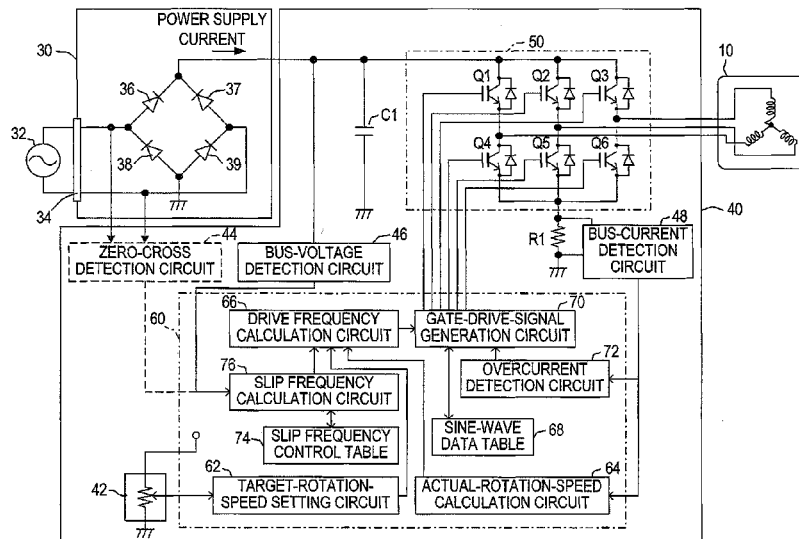 POWER SUPPLY
CURRENT
30
50
10
36
37
Q1
Q2
Q3
32
C1
38
39
Q4
Q5
Q6
34
40
44
46
48
R1
ZERO-CROSS
DETECTION CIRCUIT
BUS-VOLTAGE
DETECTION CIRCUIT
BUS-CURRENT
DETECTION
CIRCUIT
60
66
70
DRIVE FREQUENCY
CALCULATION CIRCUIT
GATE-DRIVE-SIGNAL
GENERATION CIRCUIT
76
72
SLIP FREQUENCY
CALCULATION CIRCUIT
OVERCURRENT
DETECTION CIRCUIT
74
SLIP FREQUENCY
CONTROL TABLE
SINE-WAVE
DATA TABLE
68
42
62
64
TARGET-ROTATION-
SPEED SETTING CIRCUIT
ACTUAL-ROTATION-SPEED
CALCULATION CIRCUIT